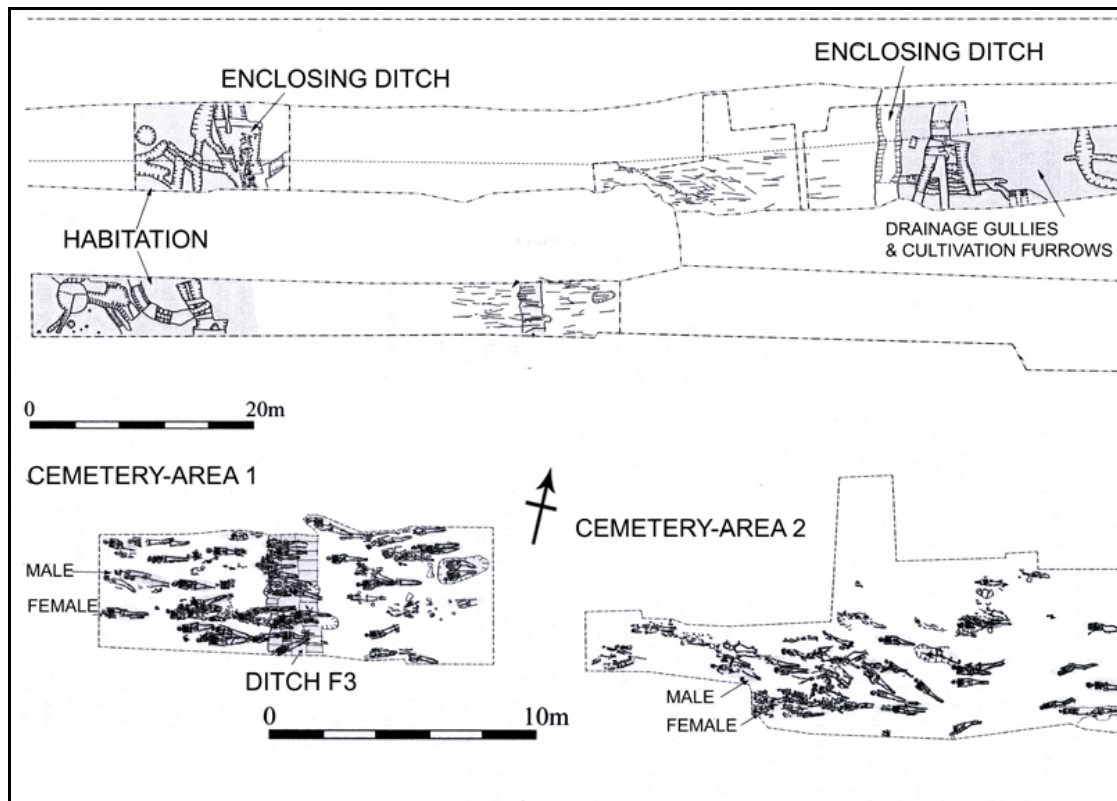 ENCLOSING DITCH
ENCLOSING DITCH
HABITATION
DRAINAGE GULLIES
& CULTIVATION FURROWS
0 20m
CEMETERY-AREA 1
CEMETERY-AREA 2
MALE
FEMALE
DITCH F3
0 10m
MALE
FEMALE